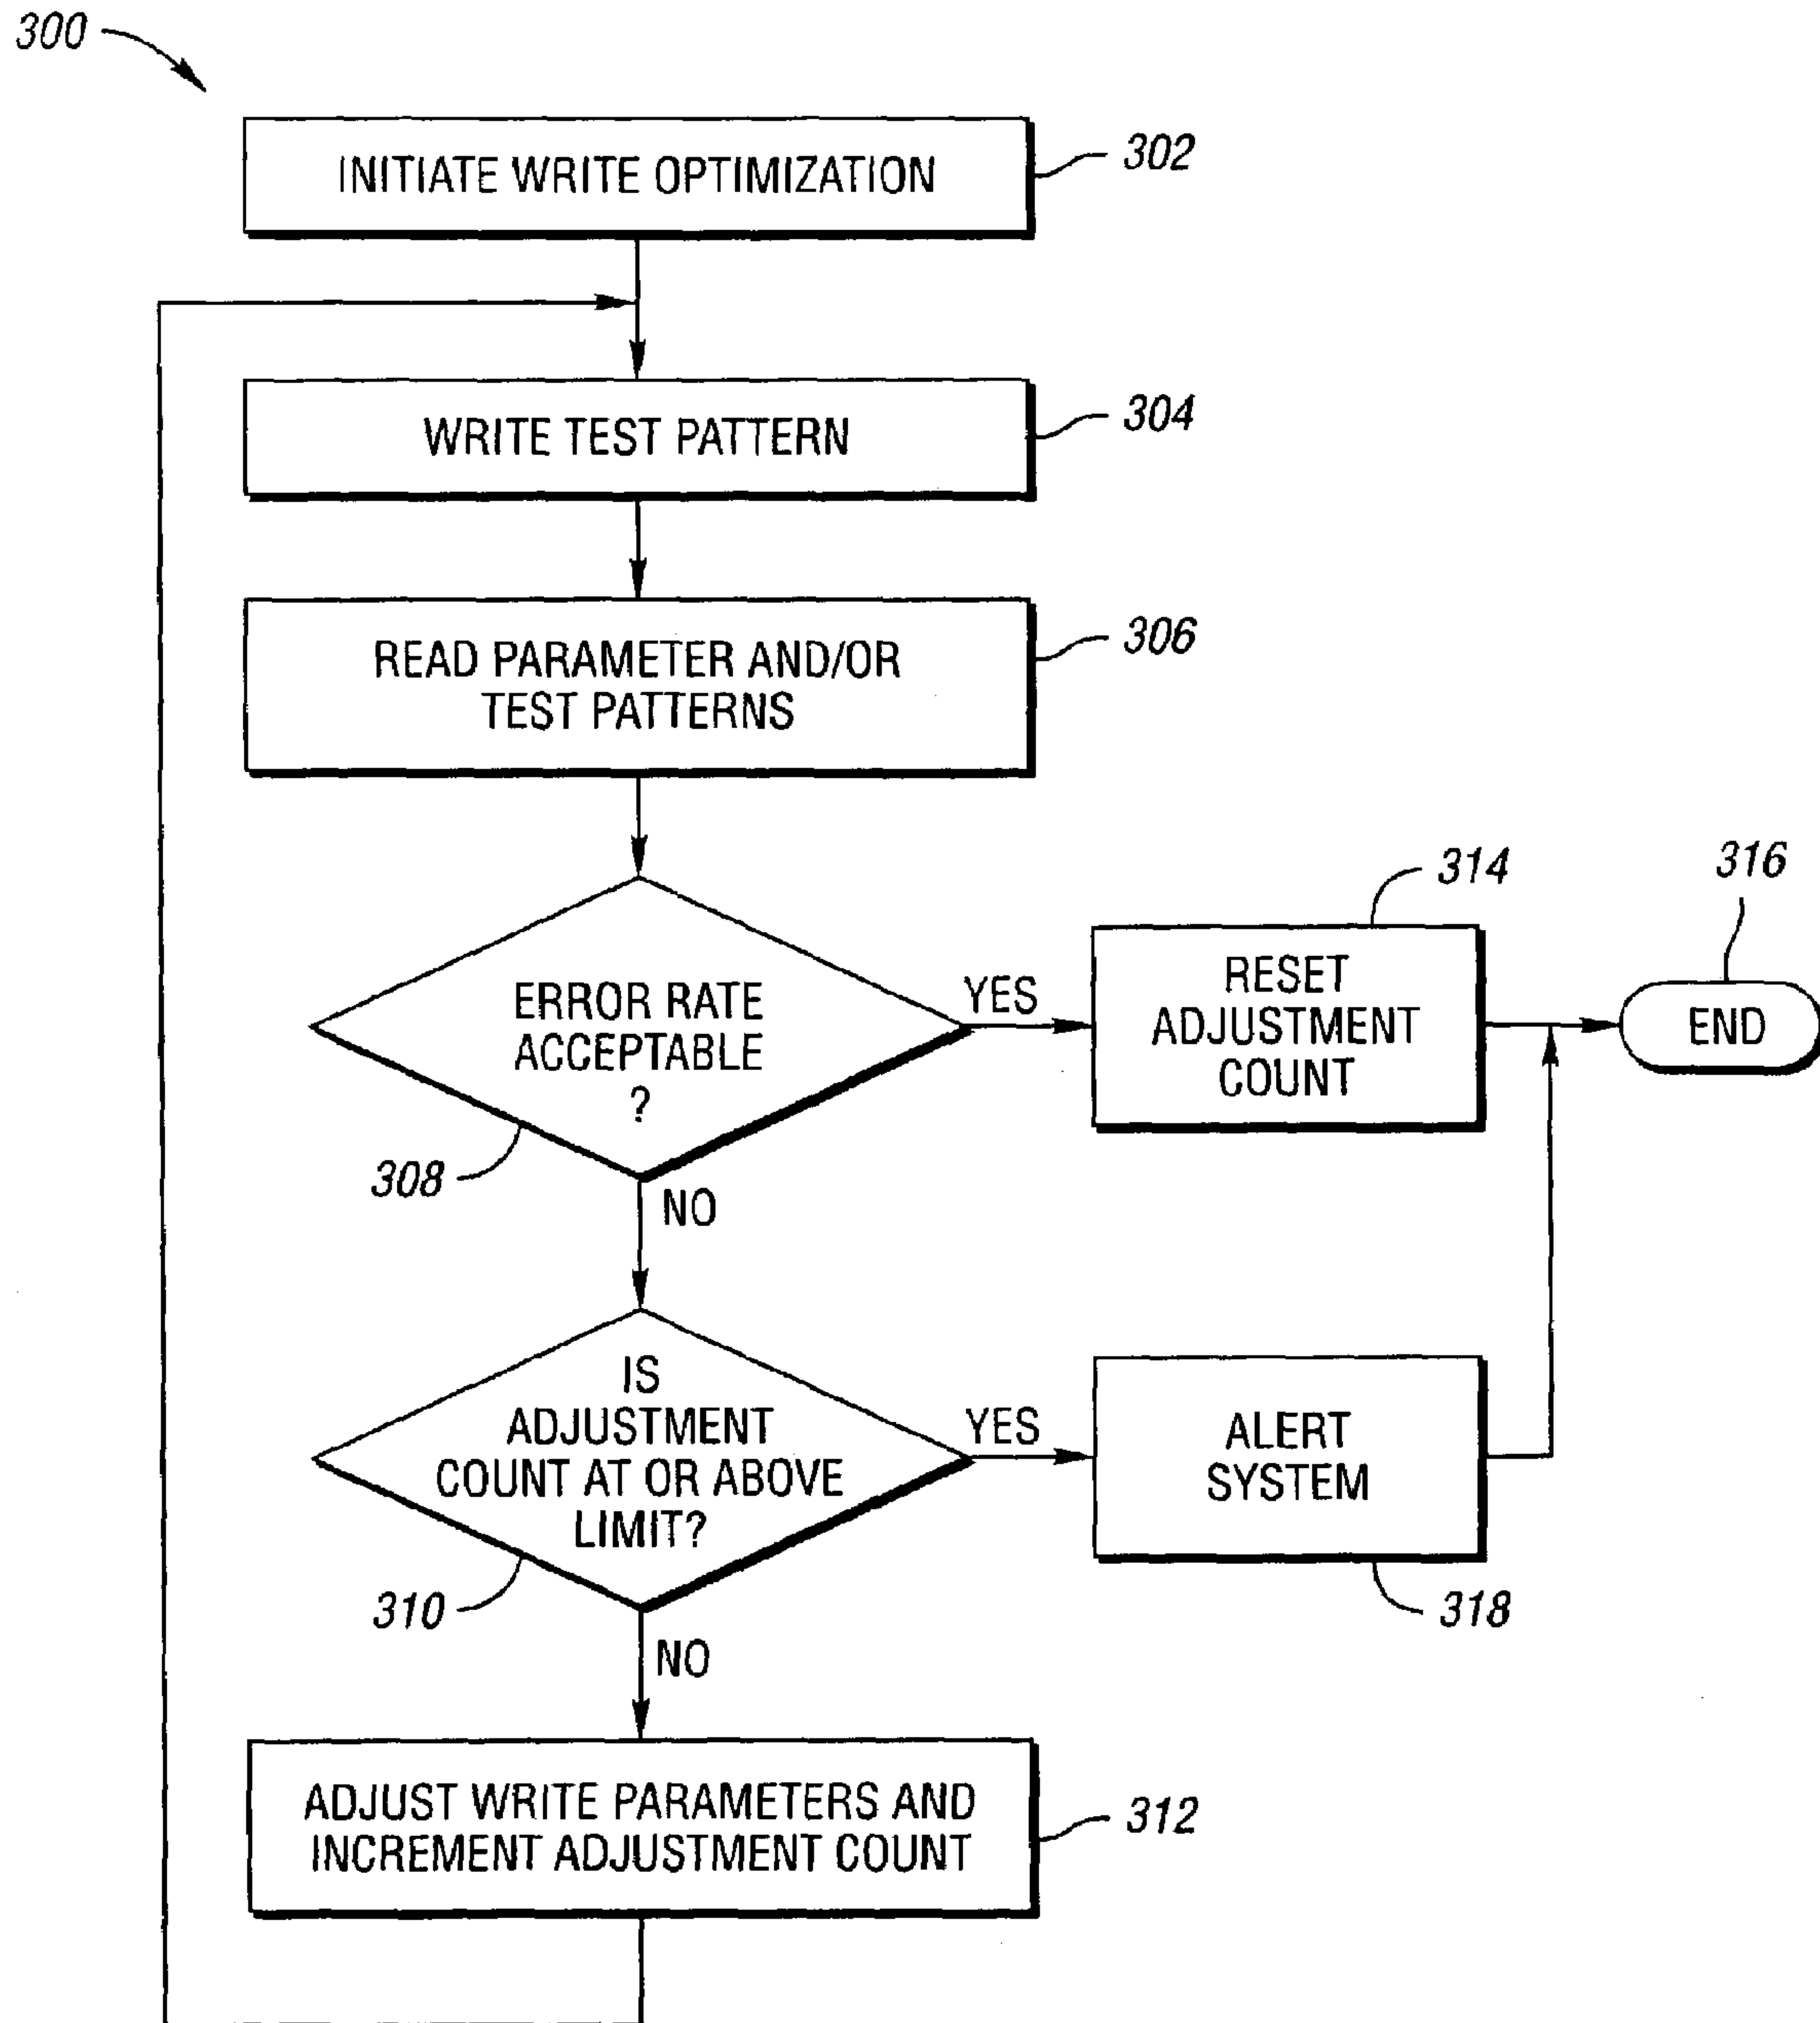 300
INITIATE WRITE OPTIMIZATION
302
WRITE TEST PATTERN
304
READ PARAMETER AND/OR
TEST PATTERNS
306
ERROR RATE
ACCEPTABLE
?
308
YES
NO
RESET
ADJUSTMENT
COUNT
314
END
316
IS
ADJUSTMENT
COUNT AT OR ABOVE
LIMIT?
310
YES
NO
ALERT
SYSTEM
318
ADJUST WRITE PARAMETERS AND
INCREMENT ADJUSTMENT COUNT
312